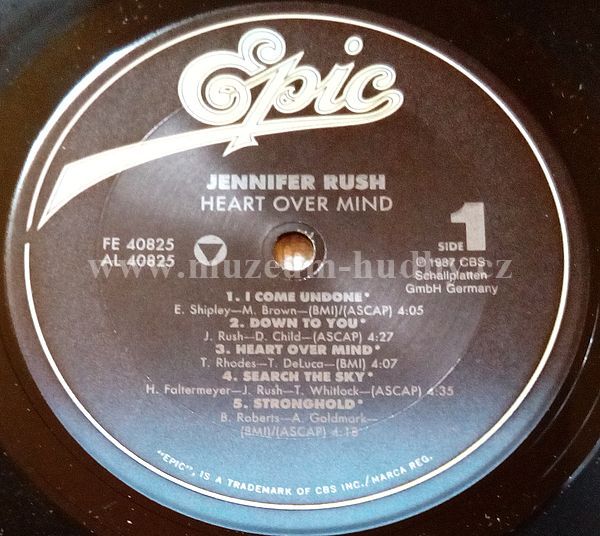 Epic
JENNIFER RUSH
HEART OVER MIND
FE 40825
AL 40825
SIDE 1
℗ 1987 CBS
Schallplatten
GmbH Germany
www.muzeum-hudby.cz
1. I COME UNDONE*
E. Shipley—M. Brown—(BMI)/(ASCAP) 4:05
2. DOWN TO YOU*
J. Rush—D. Child—(ASCAP) 4:27
3. HEART OVER MIND*
T. Rhodes—T. DeLuca—(BMI) 4:07
4. SEARCH THE SKY*
H. Faltermeyer—J. Rush—T. Whitlock—(ASCAP) 4:35
5. STRONGHOLD*
B. Roberts—A. Goldmark—
(BMI)/(ASCAP) 4:18
"EPIC", IS A TRADEMARK OF CBS INC./MARCA REG.